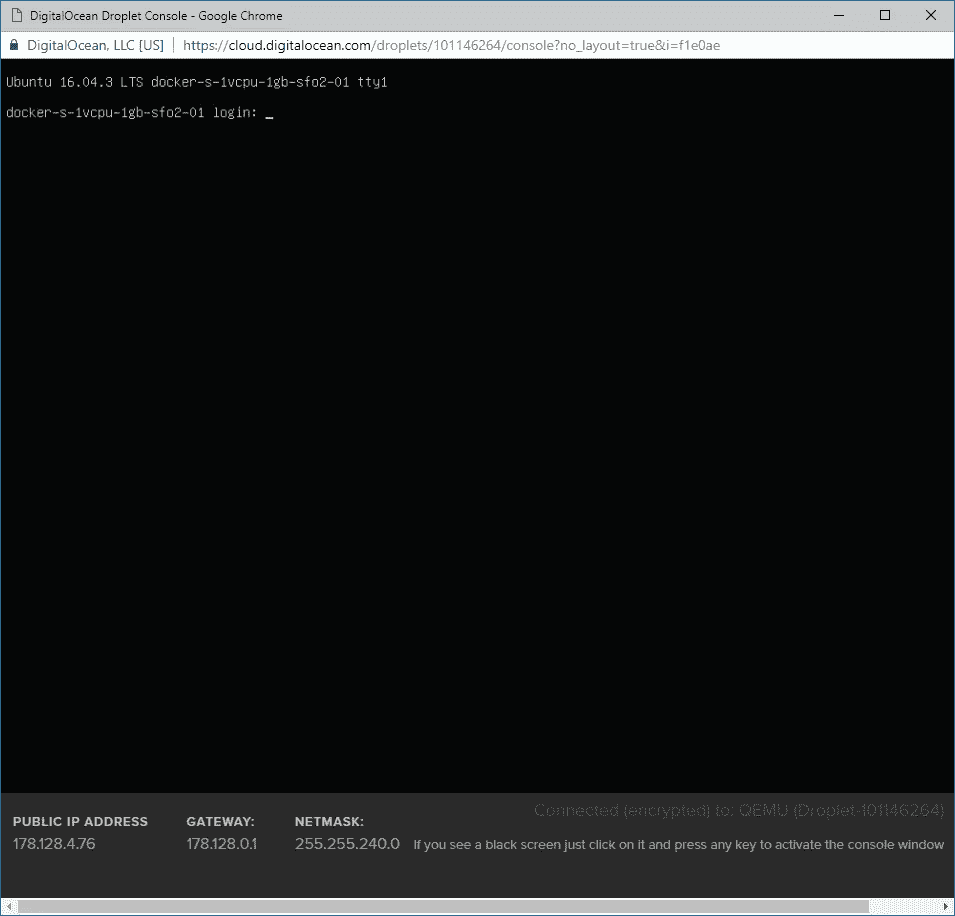 DigitalOcean Droplet Console - Google Chrome
DigitalOcean, LLC [US] https://cloud.digitalocean.com/droplets/101146264/console?no_layout=true&i=f1e0ae
Ubuntu 16.04.3 LTS docker-s-1vcpu-1gb-sfo2-01 tty1
docker-s-1vcpu-1gb-sfo2-01 login: _
Connected (encrypted) to: QEMU (Droplet-101146264)
PUBLIC IP ADDRESS GATEWAY: NETMASK:
178.128.4.76 178.128.0.1 255.255.240.0 If you see a black screen just click on it and press any key to activate the console window